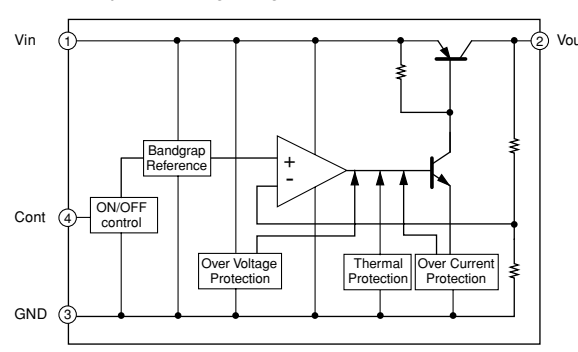 Vin 1
2 Vou
Bandgrap
Reference
+
-
Cont 4
ON/OFF
control
Over Voltage
Protection
Thermal
Protection
Over Current
Protection
GND 3